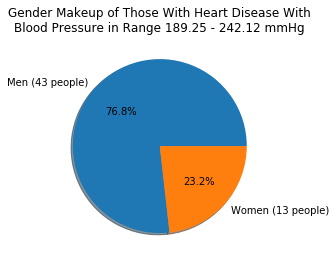 Gender Makeup of Those With Heart Disease With
Blood Pressure in Range 189.25 - 242.12 mmHg
Men (43 people)
76.8%
23.2%
Women (13 people)